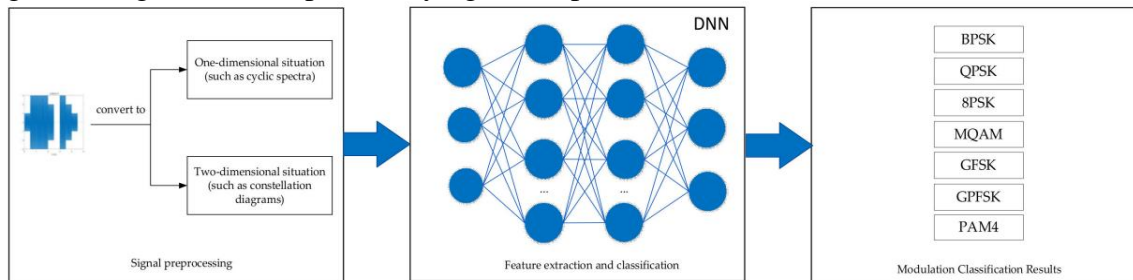 One-dimensional situation
(such as cyclic spectra)
convert to
Two-dimensional situation
(such as constellation
diagrams)
Signal preprocessing
DNN
...
...
Feature extraction and classification
BPSK
QPSK
8PSK
MQAM
GFSK
GPFSK
PAM4
Modulation Classification Results